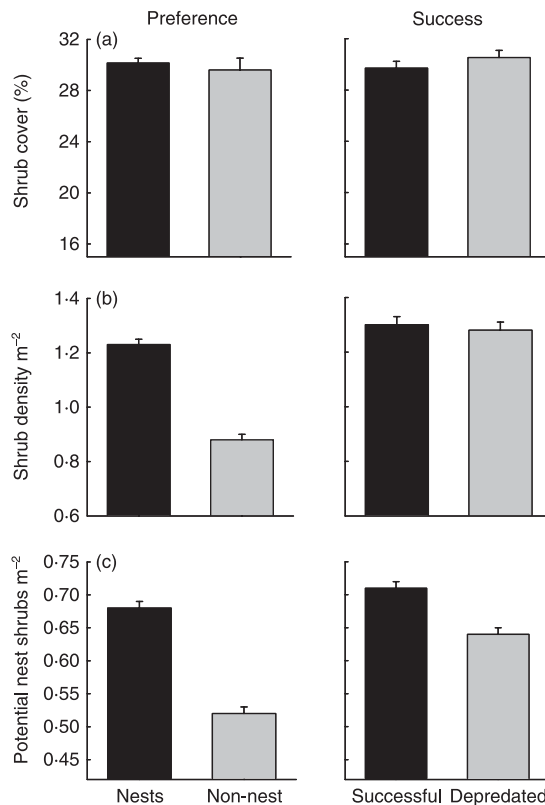 Preference Success
(a)
Shrub cover (%)
32
28
24
20
16
(b)
Shrub density m⁻²
1·4
1·2
1·0
0·8
0·6
(c)
Potential nest shrubs m⁻²
0·75
0·70
0·65
0·60
0·55
0·50
0·45
Nests Non-nest Successful Depredated